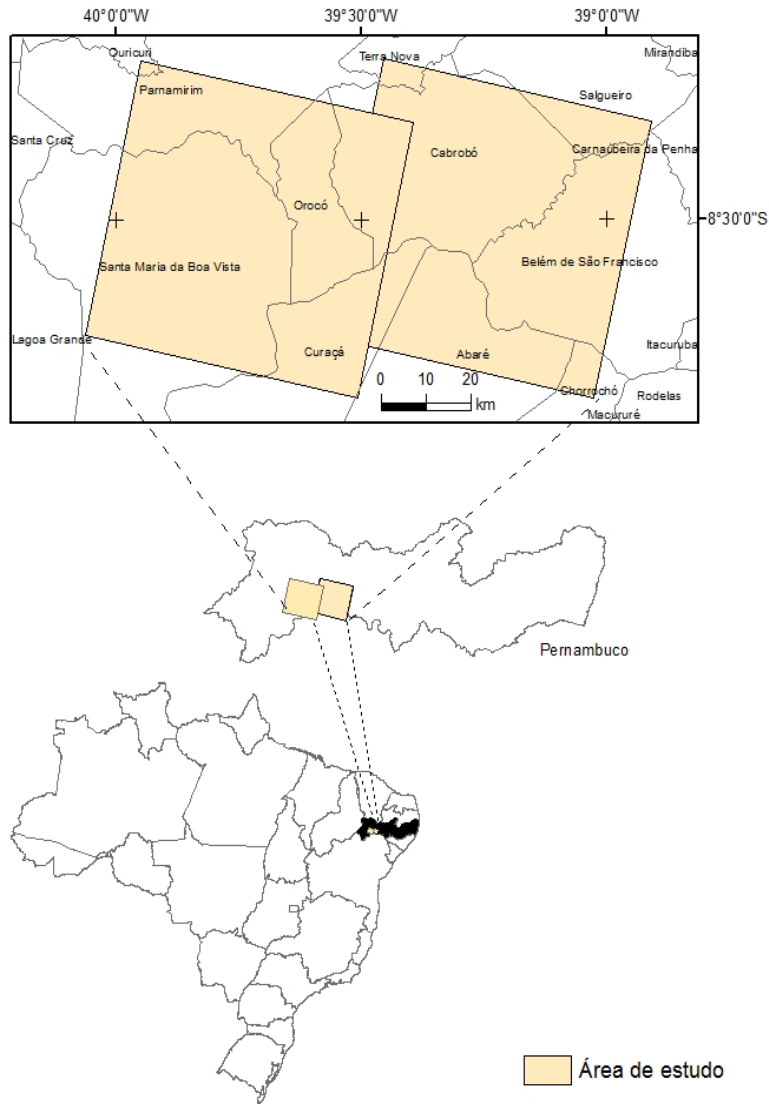 40°0'0"W
39°30'0"W
39°0'0"W
Ouricuri
Terra Nova
Mirandiba
Parnamirim
Salgueiro
Santa Cruz
Cabrobó
Carnaúbeira da Penha
Orocó
8°30'0"S
Santa Maria da Boa Vista
Belém de São Francisco
Lagoa Grande
Curaçá
Abaré
Itacuruba
0 10 20
km
Chorrochó
Rodelas
Macururé
Pernambuco
Área de estudo